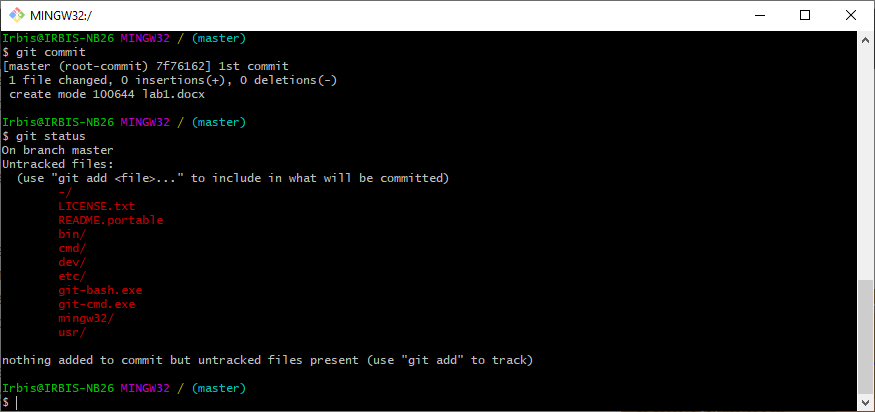 MINGW32:/
Irbis@IRBIS-NB26 MINGW32 / (master)
$ git commit
[master (root-commit) 7f76162] 1st commit
 1 file changed, 0 insertions(+), 0 deletions(-)
 create mode 100644 lab1.docx
Irbis@IRBIS-NB26 MINGW32 / (master)
$ git status
On branch master
Untracked files:
  (use "git add <file>..." to include in what will be committed)
        -/
        LICENSE.txt
        README.portable
        bin/
        cmd/
        dev/
        etc/
        git-bash.exe
        git-cmd.exe
        mingw32/
        usr/
nothing added to commit but untracked files present (use "git add" to track)
Irbis@IRBIS-NB26 MINGW32 / (master)
$